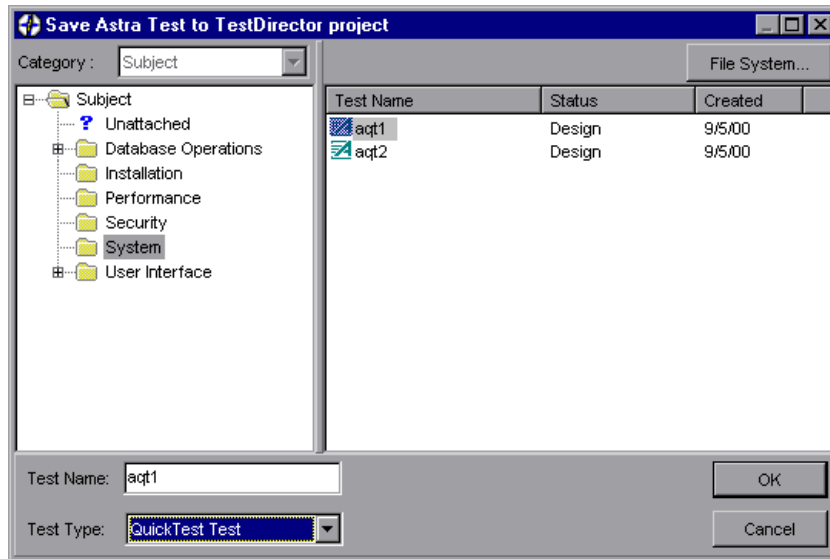 Save Astra Test to TestDirector project
Category : Subject
File System...
Subject
Unattached
Database Operations
Installation
Performance
Security
System
User Interface
Test Name Status Created
aqt1 Design 9/5/00
aqt2 Design 9/5/00
Test Name: aqt1
OK
Test Type: QuickTest Test
Cancel